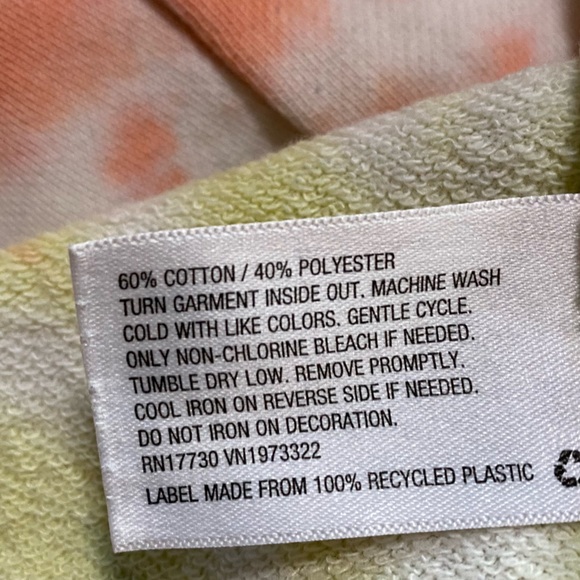 60% COTTON / 40% POLYESTER
TURN GARMENT INSIDE OUT. MACHINE WASH
COLD WITH LIKE COLORS. GENTLE CYCLE.
ONLY NON-CHLORINE BLEACH IF NEEDED.
TUMBLE DRY LOW. REMOVE PROMPTLY.
COOL IRON ON REVERSE SIDE IF NEEDED.
DO NOT IRON ON DECORATION.
RN17730 VN1973322
LABEL MADE FROM 100% RECYCLED PLASTIC